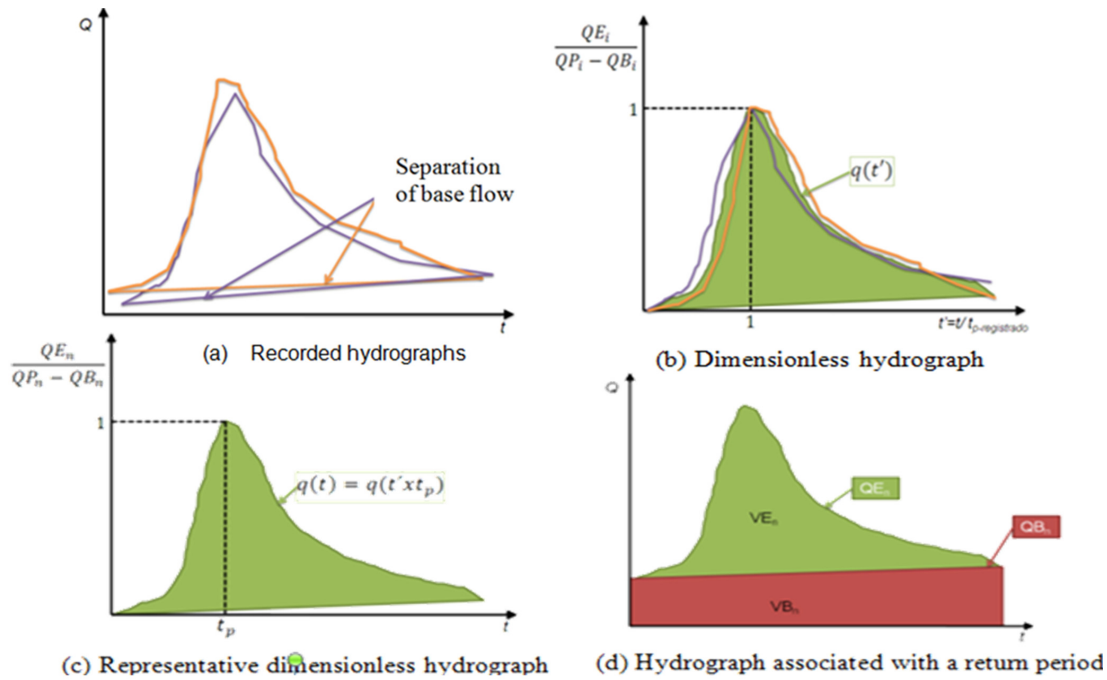 Q
Separation
of base flow
t
(a) Recorded hydrographs
QE_i
QP_i − QB_i
1
q(t')
1
t'=t/t_p-registrado
(b) Dimensionless hydrograph
QE_n
QP_n − QB_n
1
q(t) = q(t´xt_p)
t_p
t
(c) Representative dimensionless hydrograph
Q
QE_n
VE_n
QB_n
VB_n
t
(d) Hydrograph associated with a return period